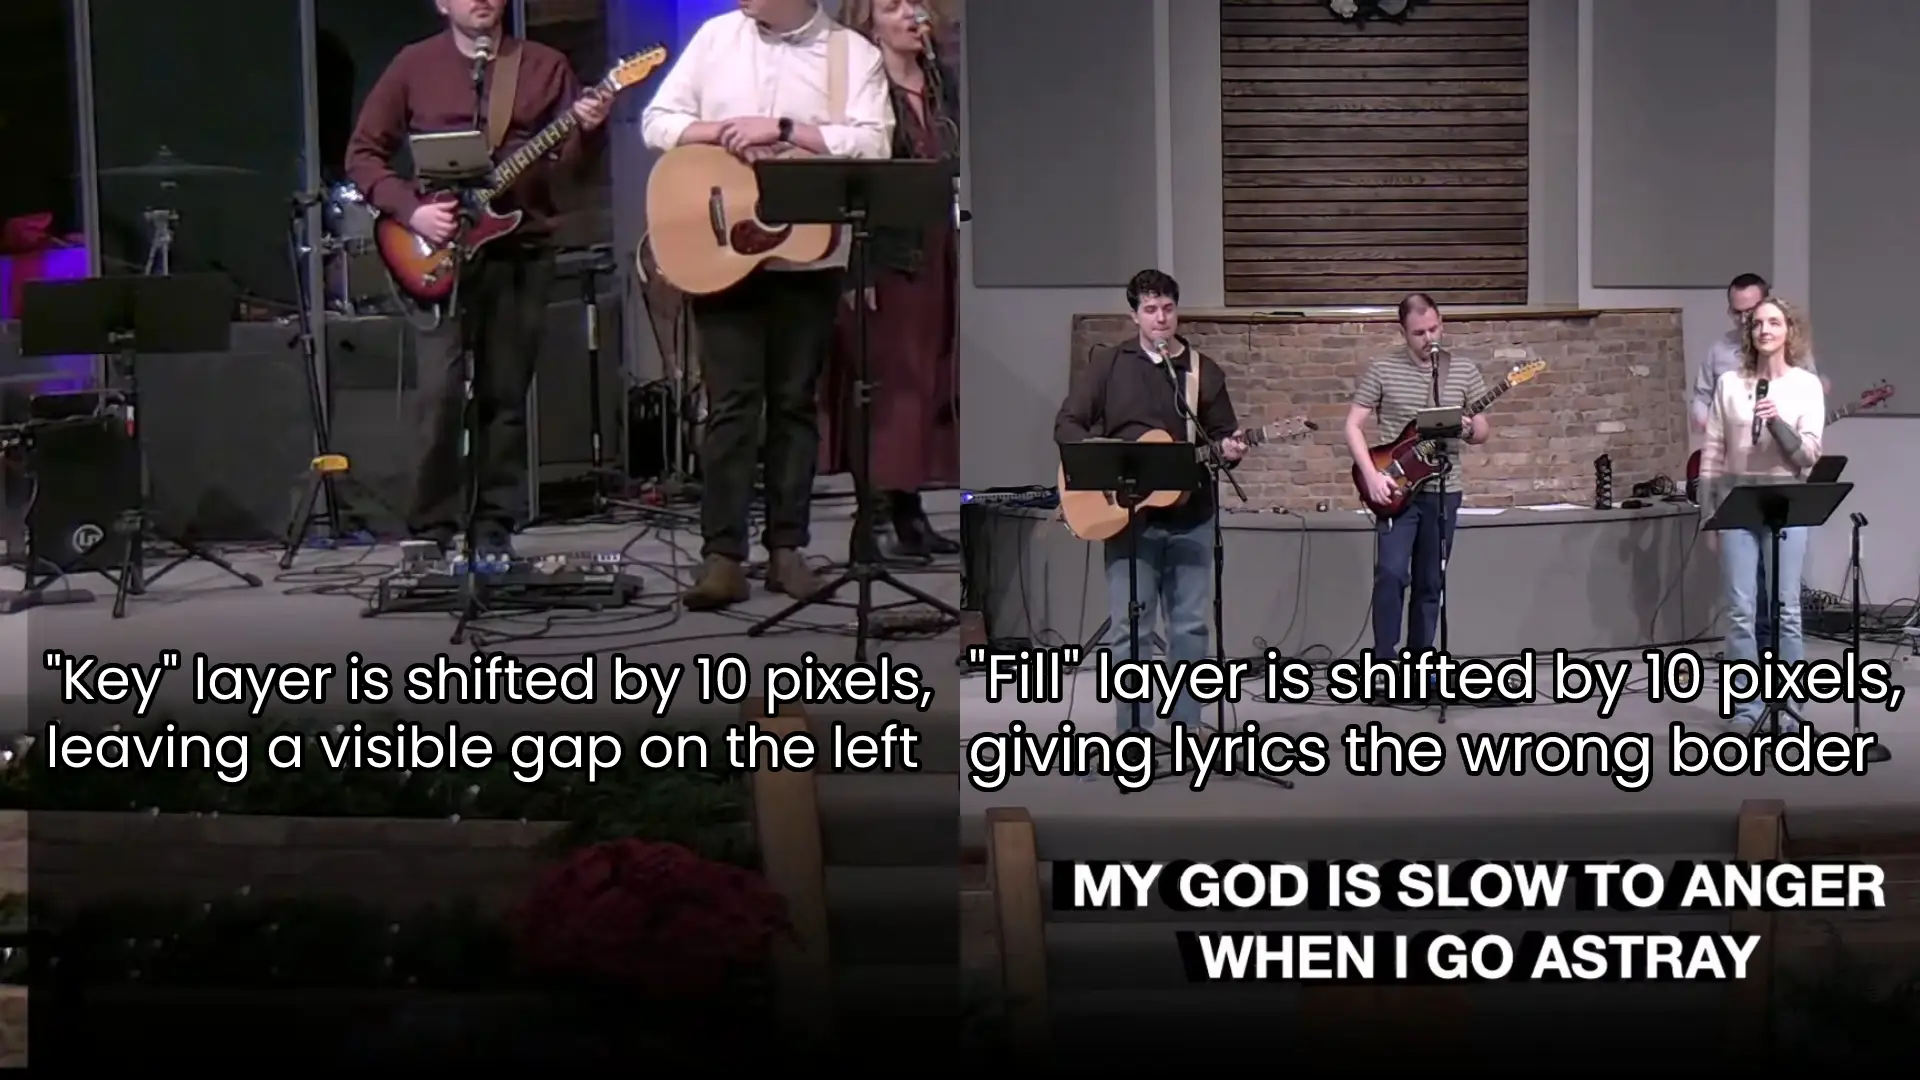 "Key" layer is shifted by 10 pixels,
leaving a visible gap on the left
"Fill" layer is shifted by 10 pixels,
giving lyrics the wrong border
MY GOD IS SLOW TO ANGER
WHEN I GO ASTRAY
LP